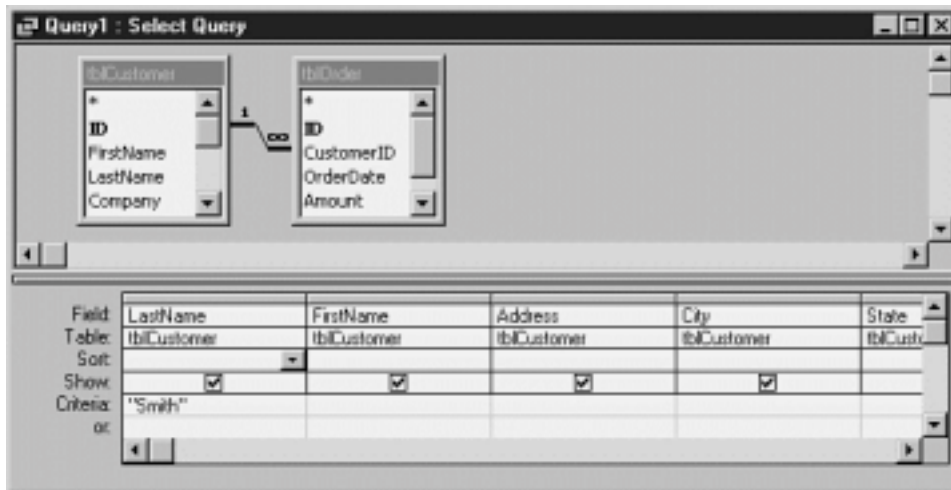 Query1 : Select Query
tblCustomer
*
ID
FirstName
LastName
Company
1
∞
tblOrder
*
ID
CustomerID
OrderDate
Amount
Field: LastName FirstName Address City State
Table: tblCustomer tblCustomer tblCustomer tblCustomer tblCusto
Sort:
Show:
Criteria: "Smith"
or: